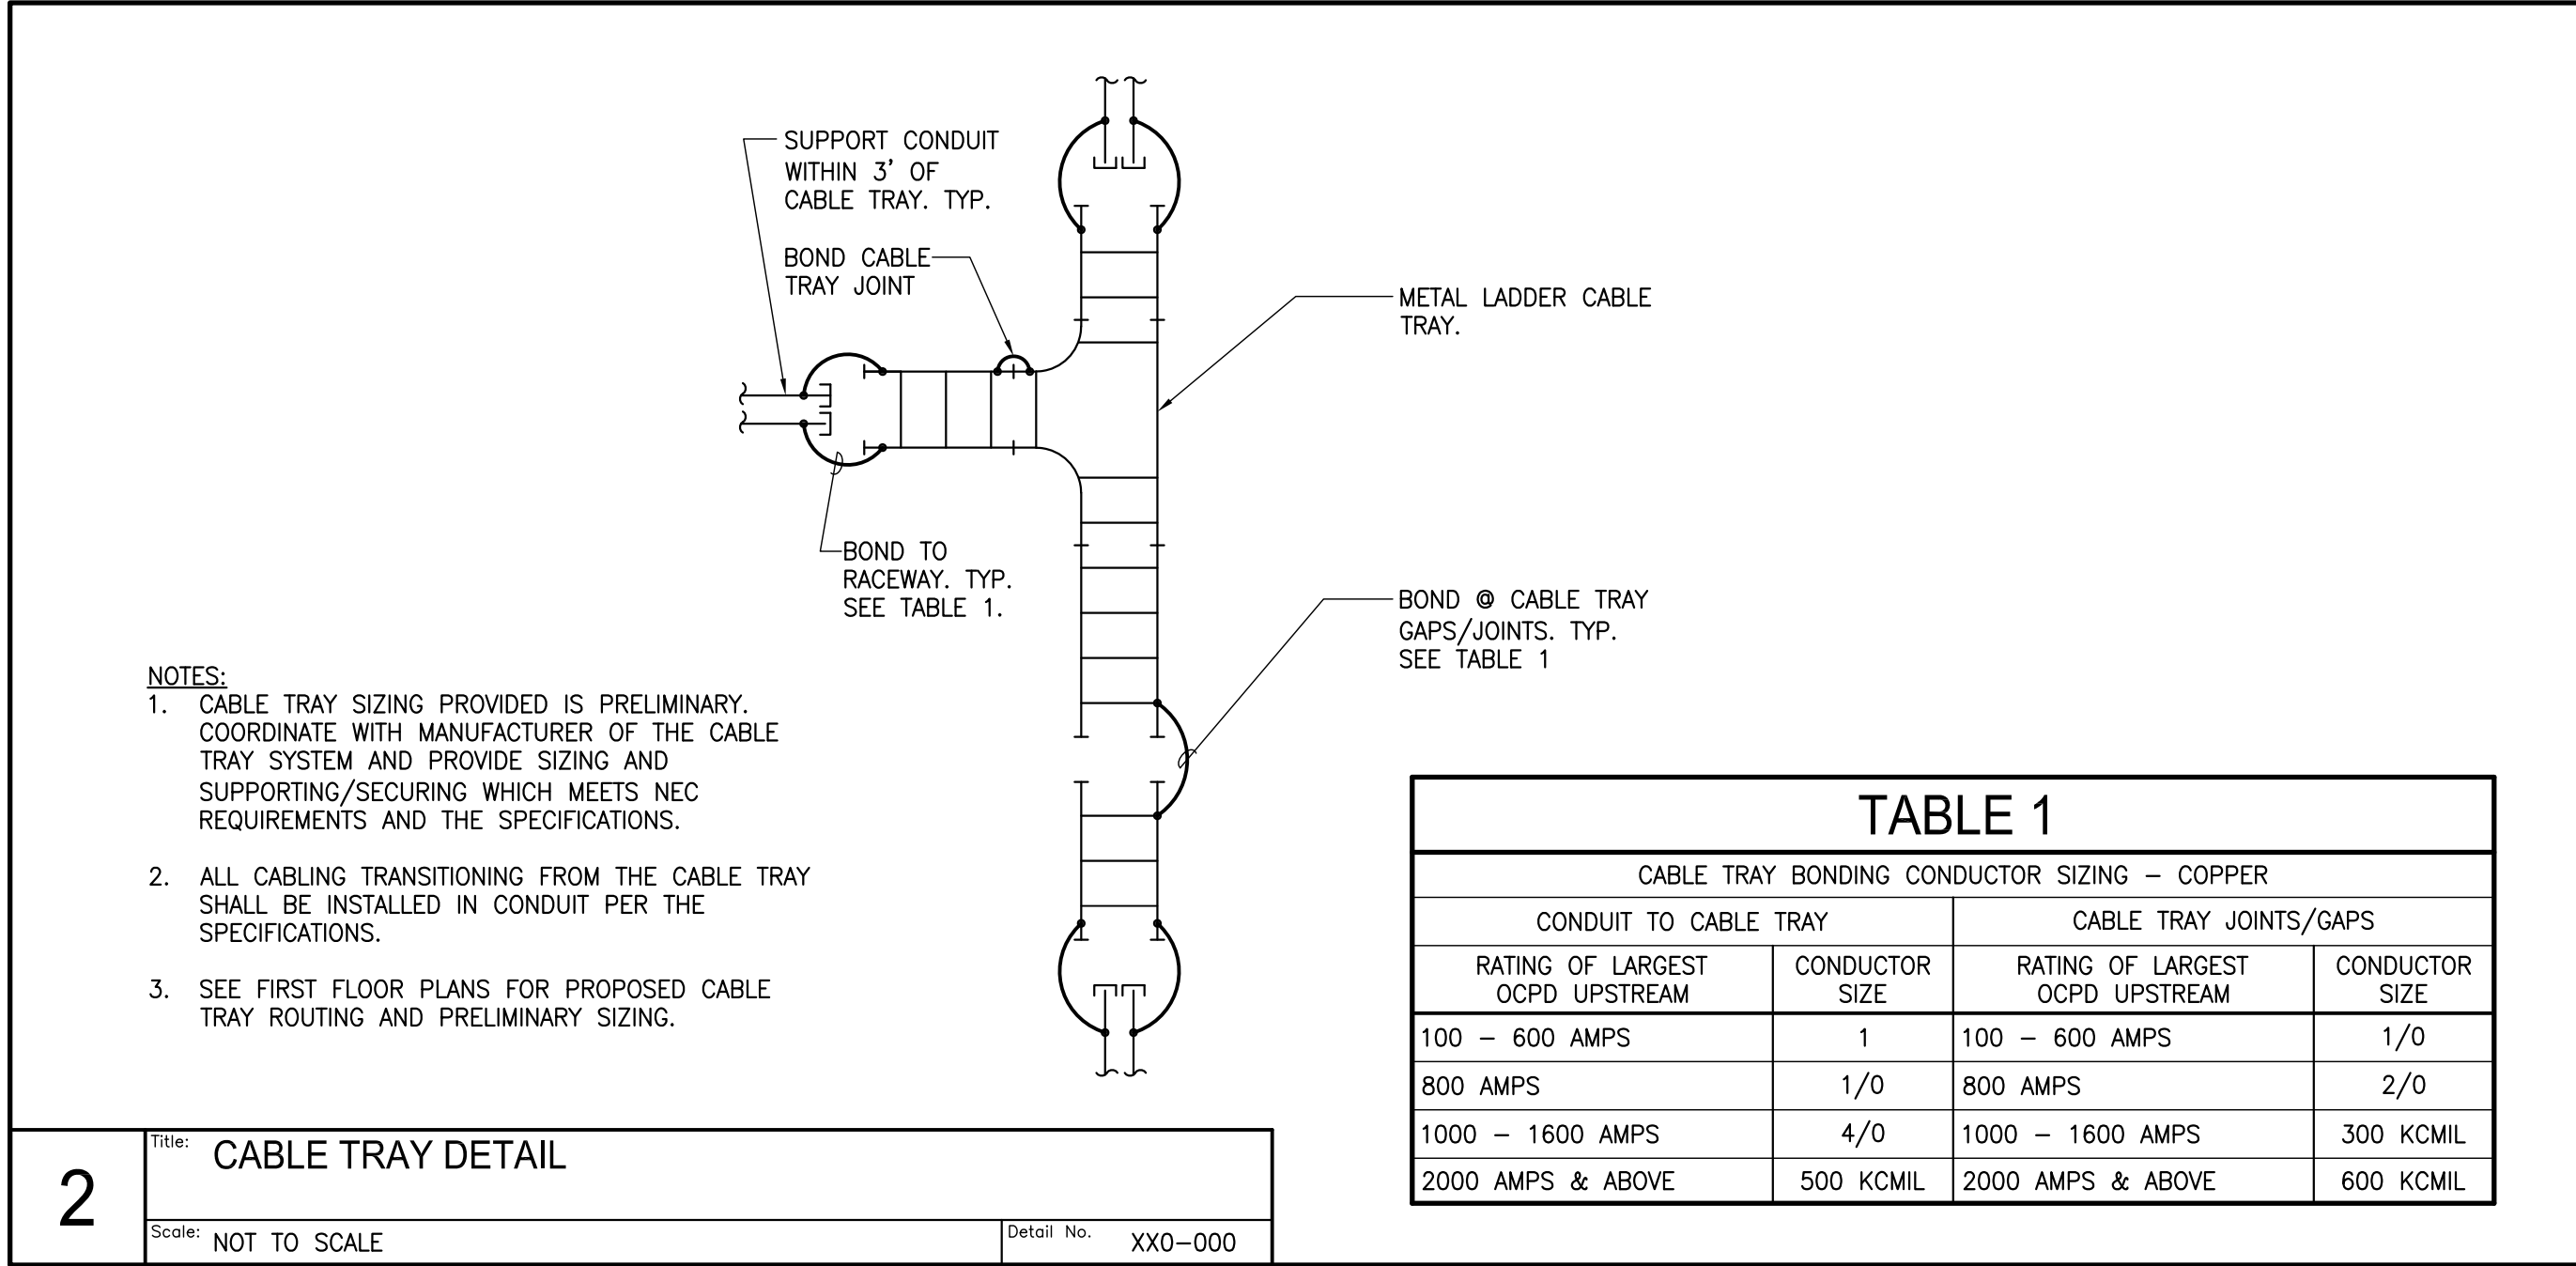 SUPPORT CONDUIT
WITHIN 3' OF
CABLE TRAY. TYP.
BOND CABLE
TRAY JOINT
METAL LADDER CABLE
TRAY.
BOND TO
RACEWAY. TYP.
SEE TABLE 1.
BOND @ CABLE TRAY
GAPS/JOINTS. TYP.
SEE TABLE 1
NOTES:
1. CABLE TRAY SIZING PROVIDED IS PRELIMINARY.
COORDINATE WITH MANUFACTURER OF THE CABLE
TRAY SYSTEM AND PROVIDE SIZING AND
SUPPORTING/SECURING WHICH MEETS NEC
REQUIREMENTS AND THE SPECIFICATIONS.
2. ALL CABLING TRANSITIONING FROM THE CABLE TRAY
SHALL BE INSTALLED IN CONDUIT PER THE
SPECIFICATIONS.
3. SEE FIRST FLOOR PLANS FOR PROPOSED CABLE
TRAY ROUTING AND PRELIMINARY SIZING.
TABLE 1
CABLE TRAY BONDING CONDUCTOR SIZING – COPPER
CONDUIT TO CABLE TRAY CABLE TRAY JOINTS/GAPS
RATING OF LARGEST CONDUCTOR RATING OF LARGEST CONDUCTOR
OCPD UPSTREAM SIZE OCPD UPSTREAM SIZE
100 – 600 AMPS 1 100 – 600 AMPS 1/0
800 AMPS 1/0 800 AMPS 2/0
1000 – 1600 AMPS 4/0 1000 – 1600 AMPS 300 KCMIL
2000 AMPS & ABOVE 500 KCMIL 2000 AMPS & ABOVE 600 KCMIL
2
Title: CABLE TRAY DETAIL
Scale: NOT TO SCALE
Detail No. XX0–000